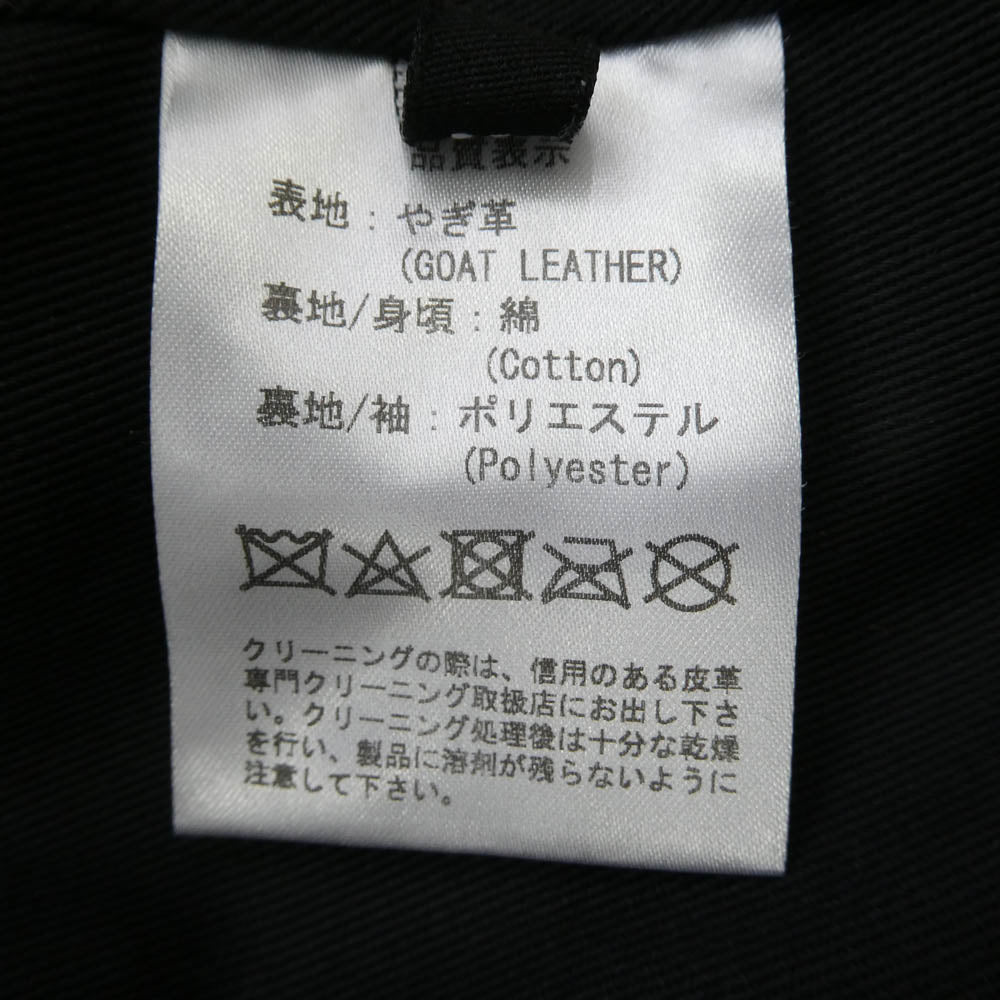 品質表示
表地：やぎ革
(GOAT LEATHER)
裏地/身頃：綿
(Cotton)
裏地/袖：ポリエステル
(Polyester)
クリーニングの際は、信用のある皮革
専門クリーニング取扱店にお出し下さ
い。クリーニング処理後は十分な乾燥
を行い、製品に溶剤が残らないように
注意して下さい。